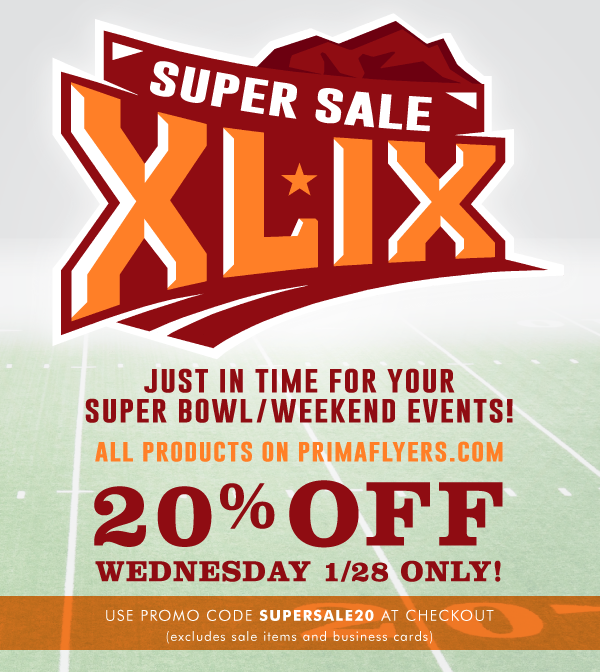 SUPER SALE
XLIX
JUST IN TIME FOR YOUR
SUPER BOWL/WEEKEND EVENTS!
ALL PRODUCTS ON PRIMAFLYERS.COM
20% OFF
WEDNESDAY 1/28 ONLY!
USE PROMO CODE SUPERSALE20 AT CHECKOUT
(excludes sale items and business cards)